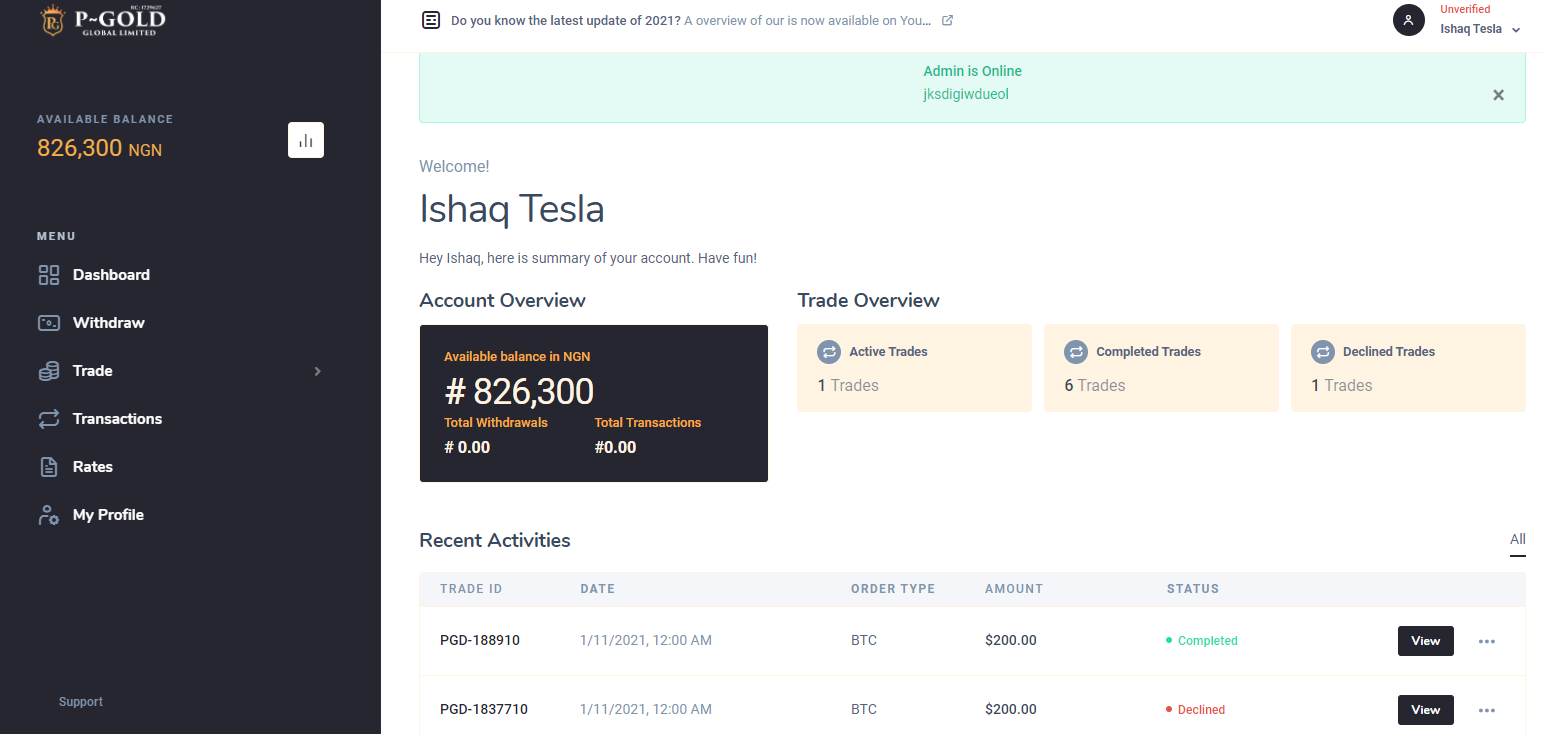 RC: 1729627
P~GOLD
GLOBAL LIMITED
AVAILABLE BALANCE
826,300 NGN
MENU
Dashboard
Withdraw
Trade
Transactions
Rates
My Profile
Support
Do you know the latest update of 2021? A overview of our is now available on You...
Unverified
Ishaq Tesla
Admin is Online
jksdigiwdueol
×
Welcome!
Ishaq Tesla
Hey Ishaq, here is summary of your account. Have fun!
Account Overview
Available balance in NGN
# 826,300
Total Withdrawals Total Transactions
# 0.00 #0.00
Trade Overview
Active Trades
1 Trades
Completed Trades
6 Trades
Declined Trades
1 Trades
Recent Activities
All
TRADE ID DATE ORDER TYPE AMOUNT STATUS
PGD-188910 1/11/2021, 12:00 AM BTC $200.00 Completed View
PGD-1837710 1/11/2021, 12:00 AM BTC $200.00 Declined View